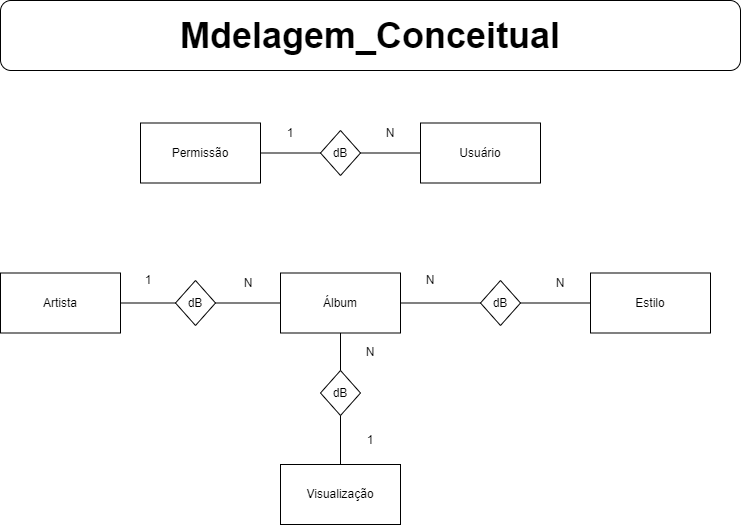 Mdelagem_Conceitual
1
N
Permissão
dB
Usuário
1
N
N
N
Artista
dB
Álbum
dB
Estilo
N
dB
1
Visualização